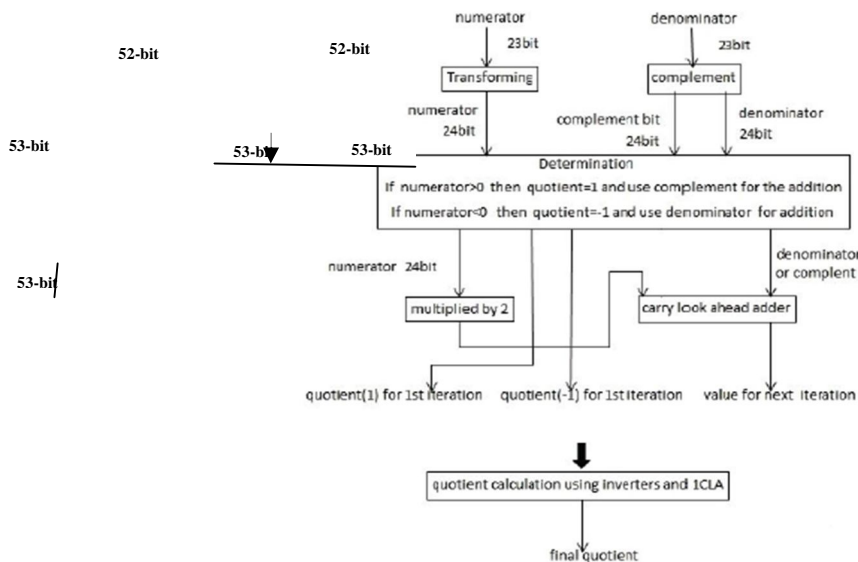 numerator
denominator
52-bit
52-bit
23bit
23bit
Transforming
complement
numerator
24bit
complement bit
24bit
denominator
24bit
53-bit
53-bit
53-bit
Determination
If numerator>0 then quotient=1 and use complement for the addition
If numerator<0 then quotient=-1 and use denominator for addition
numerator 24bit
denominator
or complent
53-bit
multiplied by 2
carry look ahead adder
quotient(1) for 1st iteration
quotient(-1) for 1st iteration
value for next iteration
quotient calculation using inverters and 1CLA
final quotient